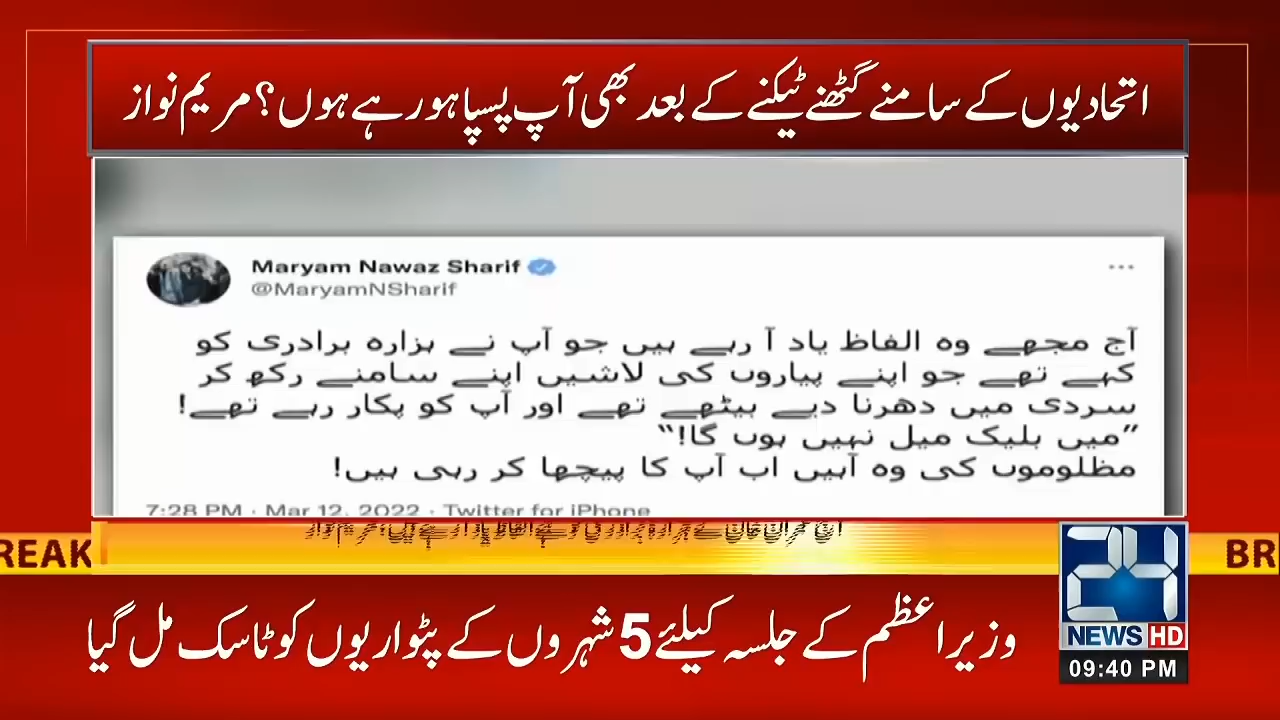 اتحادیوں کے سامنے گٹھنے ٹیکنے کے بعد بھی آپ پسپا ہو رہے ہوں؟ مریم نواز
Maryam Nawaz Sharif
@MaryamNSharif
آج مجھے وہ الفاظ یاد آ رہے ہیں جو آپ نے ہزارہ برادری کو
کہے تھے جو اپنے پیاروں کی لاشیں اپنے سامنے رکھ کر
سردی میں دھرنا دیے بیٹھے تھے اور آپ کو پکار رہے تھے!
”میں بلیک میل نہیں ہوں گا!“
مظلوموں کی وہ آہیں اب آپ کا پیچھا کر رہی ہیں!
7:28 PM · Mar 12, 2022 · Twitter for iPhone
REAK
BR
24
NEWS HD
وزیراعظم کے جلسہ کیلئے 5 شہروں کے پٹواریوں کو ٹاسک مل گیا
09:40 PM